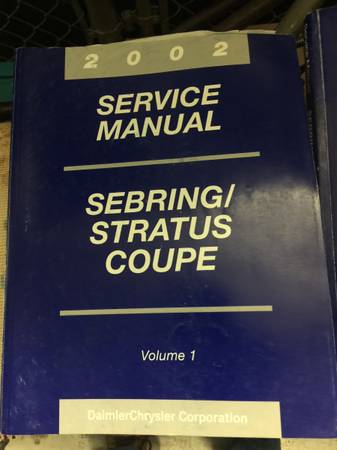 2002
SERVICE
MANUAL
SEBRING/
STRATUS
COUPE
Volume 1
DaimlerChrysler Corporation